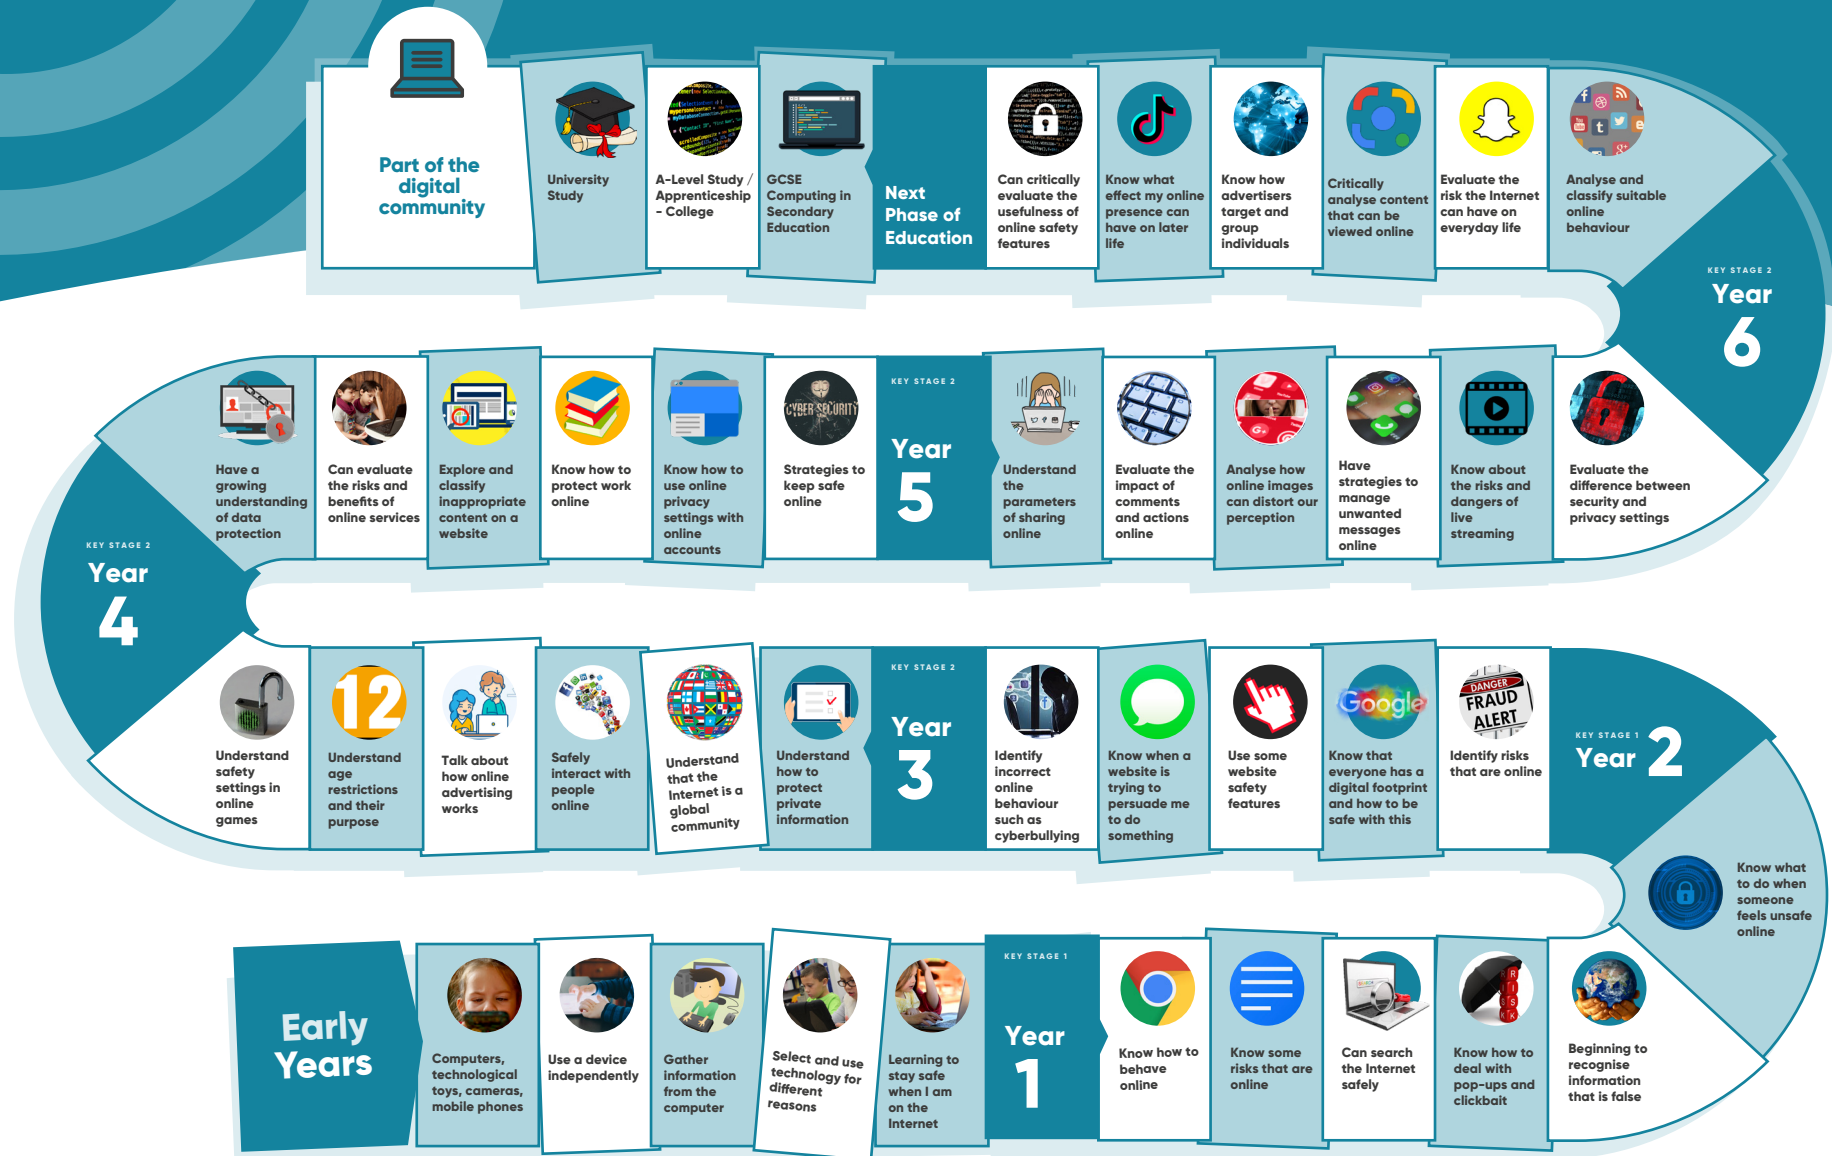 Part of the
digital
community
University
Study
A-Level Study /
Apprenticeship
- College
GCSE
Computing in
Secondary
Education
Next
Phase of
Education
Can critically
evaluate the
usefulness of
online safety
features
Know what
effect my online
presence can
have on later
life
Know how
advertisers
target and
group
individuals
Critically
analyse content
that can be
viewed online
Evaluate the
risk the Internet
can have on
everyday life
Analyse and
classify suitable
online
behaviour
KEY STAGE 2
Year
6
Have a
growing
understanding
of data
protection
Can evaluate
the risks and
benefits of
online services
Explore and
classify
inappropriate
content on a
website
Know how to
protect work
online
Know how to
use online
privacy
settings with
online
accounts
CYBER SECURITY
Strategies to
keep safe
online
KEY STAGE 2
Year
5
Understand
the
parameters
of sharing
online
Evaluate the
impact of
comments
and actions
online
Analyse how
online images
can distort our
perception
Have
strategies to
manage
unwanted
messages
online
Know about
the risks and
dangers of
live
streaming
Evaluate the
difference between
security and
privacy settings
KEY STAGE 2
Year
4
Understand
safety
settings in
online
games
12
Understand
age
restrictions
and their
purpose
Talk about
how online
advertising
works
Safely
interact with
people
online
Understand
that the
Internet is a
global
community
Understand
how to
protect
private
information
KEY STAGE 2
Year
3
Identify
incorrect
online
behaviour
such as
cyberbullying
Know when a
website is
trying to
persuade me
to do
something
Use some
website
safety
features
Google
Know that
everyone has a
digital footprint
and how to be
safe with this
DANGER
FRAUD
ALERT
Identify risks
that are online
KEY STAGE 1
Year 2
Know what
to do when
someone
feels unsafe
online
Early
Years
Computers,
technological
toys, cameras,
mobile phones
Use a device
independently
Gather
information
from the
computer
Select and use
technology for
different
reasons
Learning to
stay safe
when I am
on the
Internet
KEY STAGE 1
Year
1
Know how to
behave
online
Know some
risks that are
online
Can search
the Internet
safely
RISK
Know how to
deal with
pop-ups and
clickbait
Beginning to
recognise
information
that is false